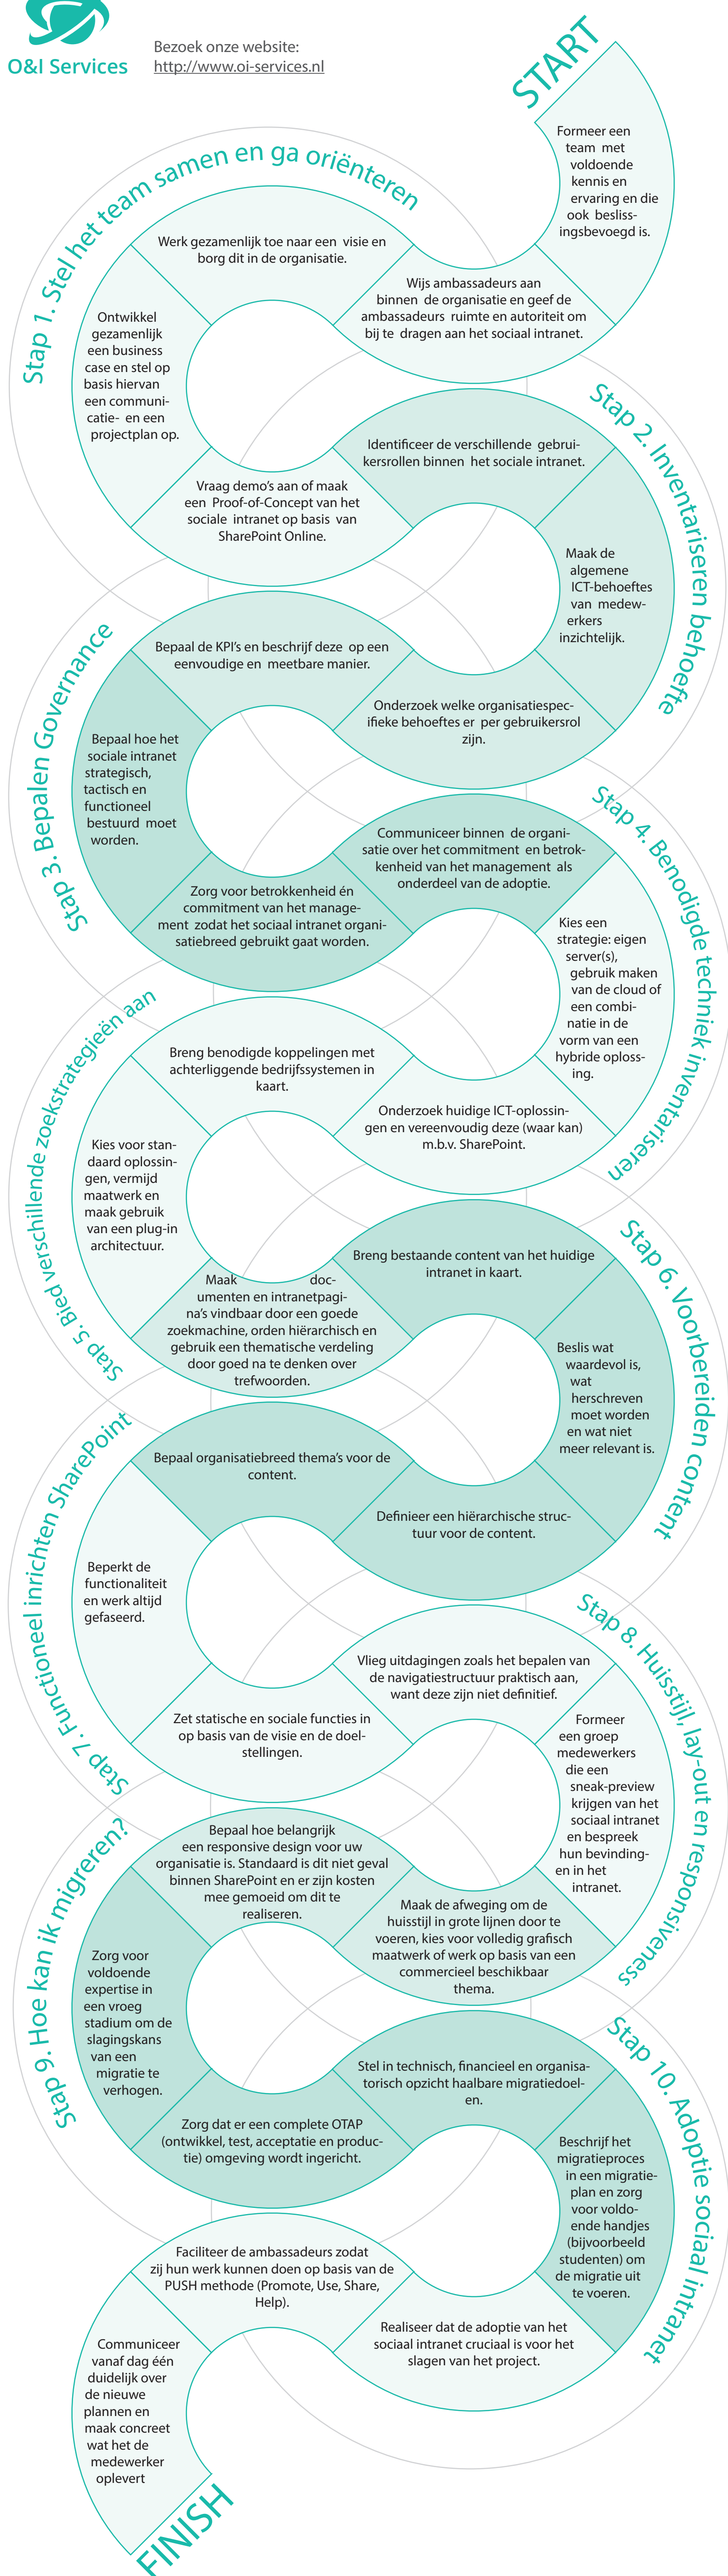 O&I Services
Bezoek onze website:
http://www.oi-services.nl
START
Formeer een
team met
voldoende
kennis en
ervaring en die
ook besliss-
ingsbevoegd is.
Stap 1. Stel het team samen en ga oriënteren
Wijs ambassadeurs aan
binnen de organisatie en geef de
ambassadeurs ruimte en autoriteit om
bij te dragen aan het sociaal intranet.
Werk gezamenlijk toe naar een visie en
borg dit in de organisatie.
Ontwikkel
gezamenlijk
een business
case en stel op
basis hiervan
een communi-
catie- en een
projectplan op.
Vraag demo's aan of maak
een Proof-of-Concept van het
sociale intranet op basis van
SharePoint Online.
Stap 2. Inventariseren behoefte
Identificeer de verschillende gebrui-
kersrollen binnen het sociale intranet.
Maak de
algemene
ICT-behoeftes
van medew-
erkers
inzichtelijk.
Onderzoek welke organisatiespec-
ifieke behoeftes er per gebruikersrol
zijn.
Bepaal de KPI's en beschrijf deze op een
eenvoudige en meetbare manier.
Stap 3. Bepalen Governance
Bepaal hoe het
sociale intranet
strategisch,
tactisch en
functioneel
bestuurd moet
worden.
Zorg voor betrokkenheid én
commitment van het manage-
ment zodat het sociaal intranet organi-
satiebreed gebruikt gaat worden.
Communiceer binnen de organi-
satie over het commitment en betrok-
kenheid van het management als
onderdeel van de adoptie.
Stap 4. Benodigde techniek inventariseren
Kies een
strategie: eigen
server(s),
gebruik maken
van de cloud of
een combi-
natie in de
vorm van een
hybride oploss-
ing.
Onderzoek huidige ICT-oplossin-
gen en vereenvoudig deze (waar kan)
m.b.v. SharePoint.
Breng benodigde koppelingen met
achterliggende bedrijfssystemen in
kaart.
Stap 5. Bied verschillende zoekstrategieën aan
Kies voor stan-
daard oplossin-
gen, vermijd
maatwerk en
maak gebruik
van een plug-in
architectuur.
Maak doc-
umenten en intranetpagi-
na's vindbaar door een goede
zoekmachine, orden hiërarchisch en
gebruik een thematische verdeling
door goed na te denken over
trefwoorden.
Stap 6. Voorbereiden content
Breng bestaande content van het huidige
intranet in kaart.
Beslis wat
waardevol is,
wat
herschreven
moet worden
en wat niet
meer relevant is.
Definieer een hiërarchische struc-
tuur voor de content.
Bepaal organisatiebreed thema's voor de
content.
Stap 7. Functioneel inrichten SharePoint
Beperkt de
functionaliteit
en werk altijd
gefaseerd.
Zet statische en sociale functies in
op basis van de visie en de doel-
stellingen.
Vlieg uitdagingen zoals het bepalen van
de navigatiestructuur praktisch aan,
want deze zijn niet definitief.
Stap 8. Huisstijl, lay-out en responsiveness
Formeer
een groep
medewerkers
die een
sneak-preview
krijgen van het
sociaal intranet
en bespreek
hun bevinding-
en in het
intranet.
Maak de afweging om de
huisstijl in grote lijnen door te
voeren, kies voor volledig grafisch
maatwerk of werk op basis van een
commercieel beschikbaar
thema.
Bepaal hoe belangrijk
een responsive design voor uw
organisatie is. Standaard is dit niet geval
binnen SharePoint en er zijn kosten
mee gemoeid om dit te
realiseren.
Stap 9. Hoe kan ik migreren?
Zorg voor
voldoende
expertise in
een vroeg
stadium om de
slagingskans
van een
migratie te
verhogen.
Zorg dat er een complete OTAP
(ontwikkel, test, acceptatie en produc-
tie) omgeving wordt ingericht.
Stel in technisch, financieel en organisa-
torisch opzicht haalbare migratiedoel-
en.
Stap 10. Adoptie sociaal intranet
Beschrijf het
migratieproces
in een migratie-
plan en zorg
voor voldo-
ende handjes
(bijvoorbeeld
studenten) om
de migratie uit
te voeren.
Realiseer dat de adoptie van het
sociaal intranet cruciaal is voor het
slagen van het project.
Faciliteer de ambassadeurs zodat
zij hun werk kunnen doen op basis van de
PUSH methode (Promote, Use, Share,
Help).
Communiceer
vanaf dag één
duidelijk over
de nieuwe
plannen en
maak concreet
wat het de
medewerker
oplevert
FINISH